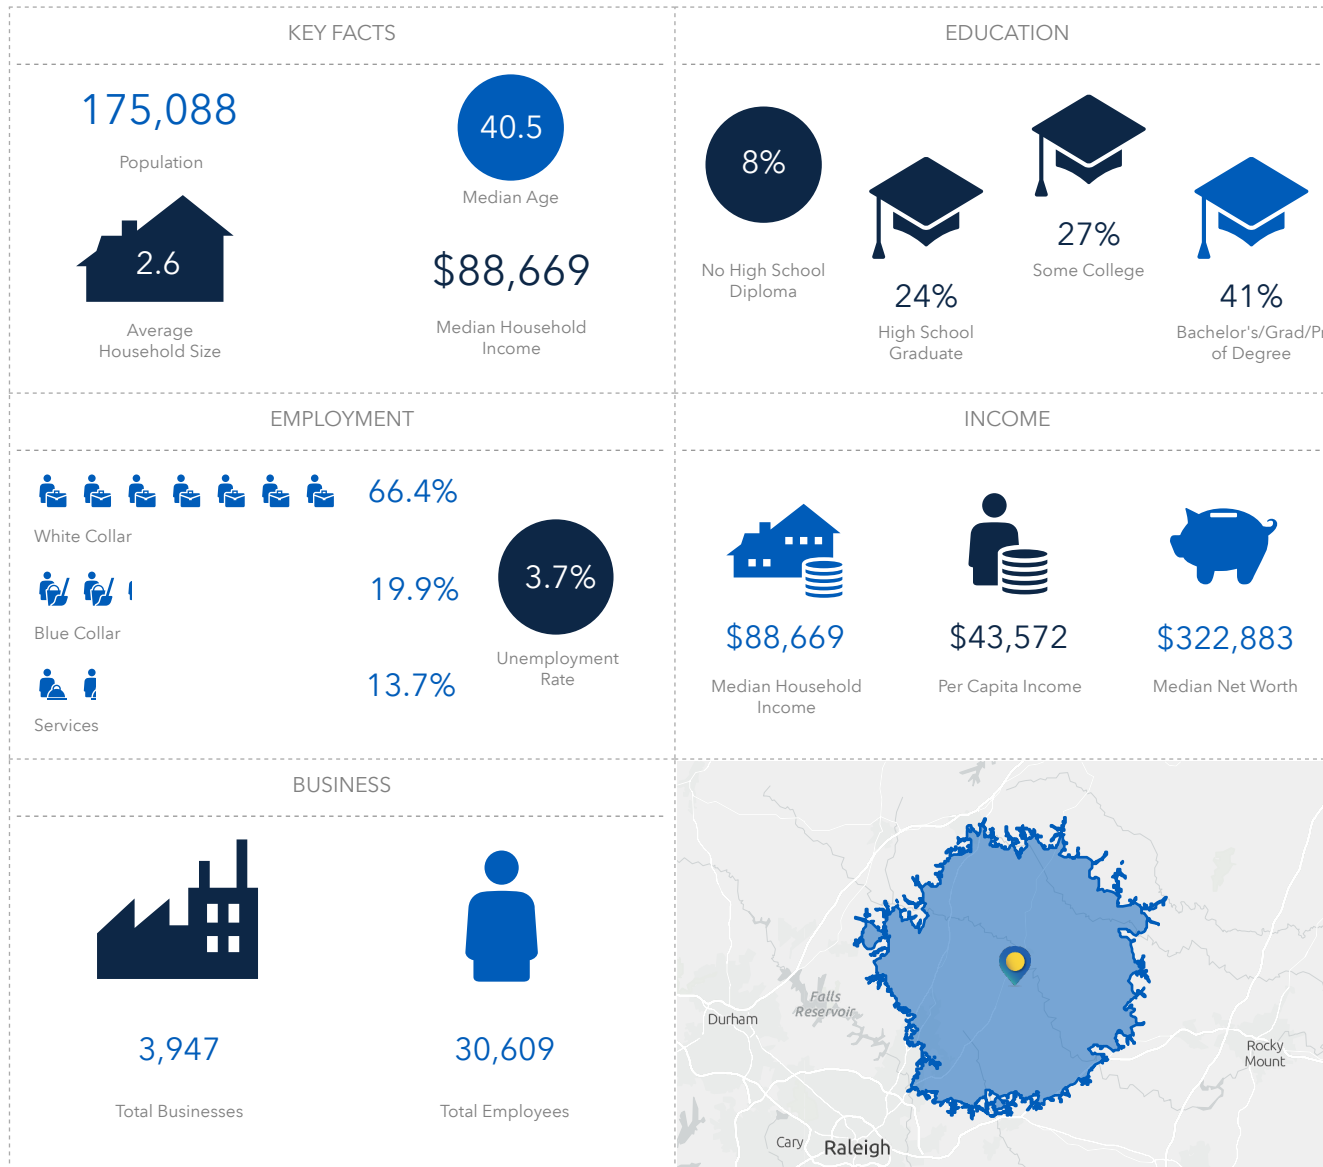 KEY FACTS
175,088
Population
40.5
Median Age
2.6
Average
Household Size
$88,669
Median Household
Income
EDUCATION
8%
No High School
Diploma
24%
High School
Graduate
27%
Some College
41%
Bachelor's/Grad/Pr
of Degree
EMPLOYMENT
66.4%
White Collar
19.9%
Blue Collar
13.7%
Services
3.7%
Unemployment
Rate
INCOME
$88,669
Median Household
Income
$43,572
Per Capita Income
$322,883
Median Net Worth
BUSINESS
3,947
Total Businesses
30,609
Total Employees
Falls
Reservoir
Durham
Rocky
Mount
Cary
Raleigh